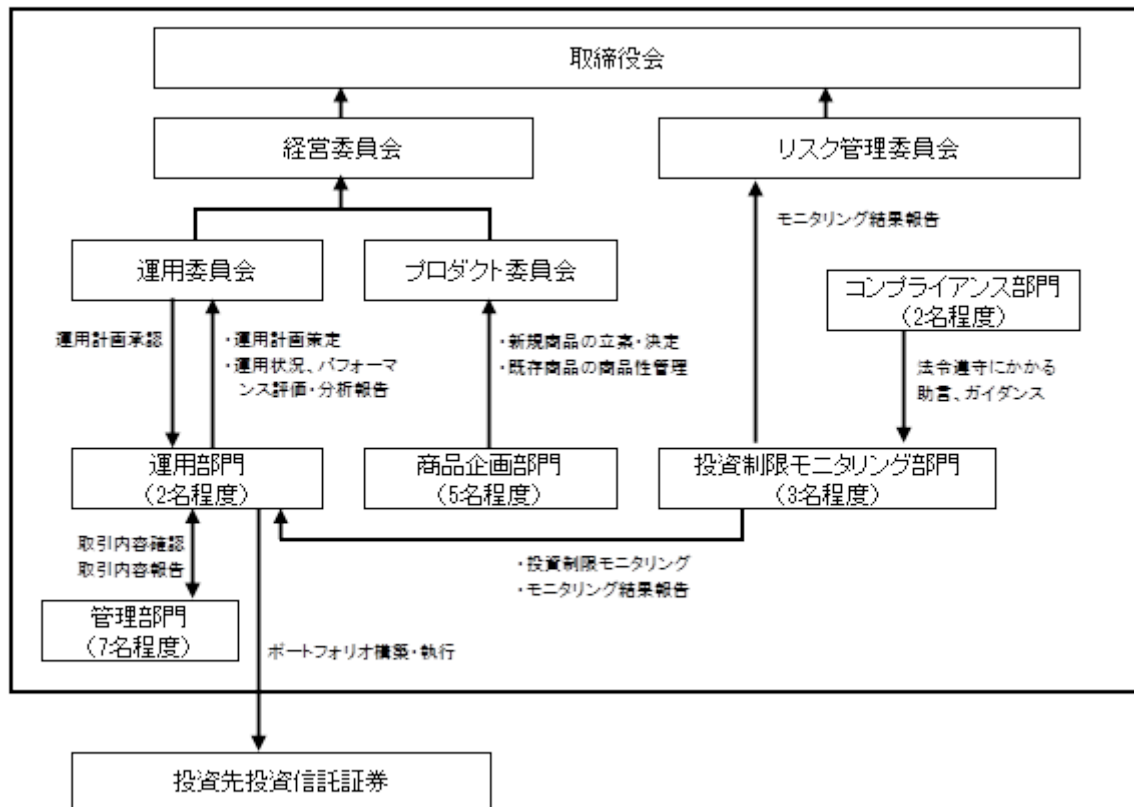 取締役会
経営委員会
リスク管理委員会
モニタリング結果報告
運用委員会
プロダクト委員会
コンプライアンス部門
(2名程度)
運用計画承認
・運用計画策定
・運用状況、パフォーマ
ンス評価・分析報告
・新規商品の立案・決定
・既存商品の商品性管理
法令遵守にかかる
助言、ガイダンス
運用部門
(2名程度)
商品企画部門
(5名程度)
投資制限モニタリング部門
(3名程度)
取引内容確認
取引内容報告
・投資制限モニタリング
・モニタリング結果報告
管理部門
(7名程度)
ポートフォリオ構築・執行
投資先投資信託証券